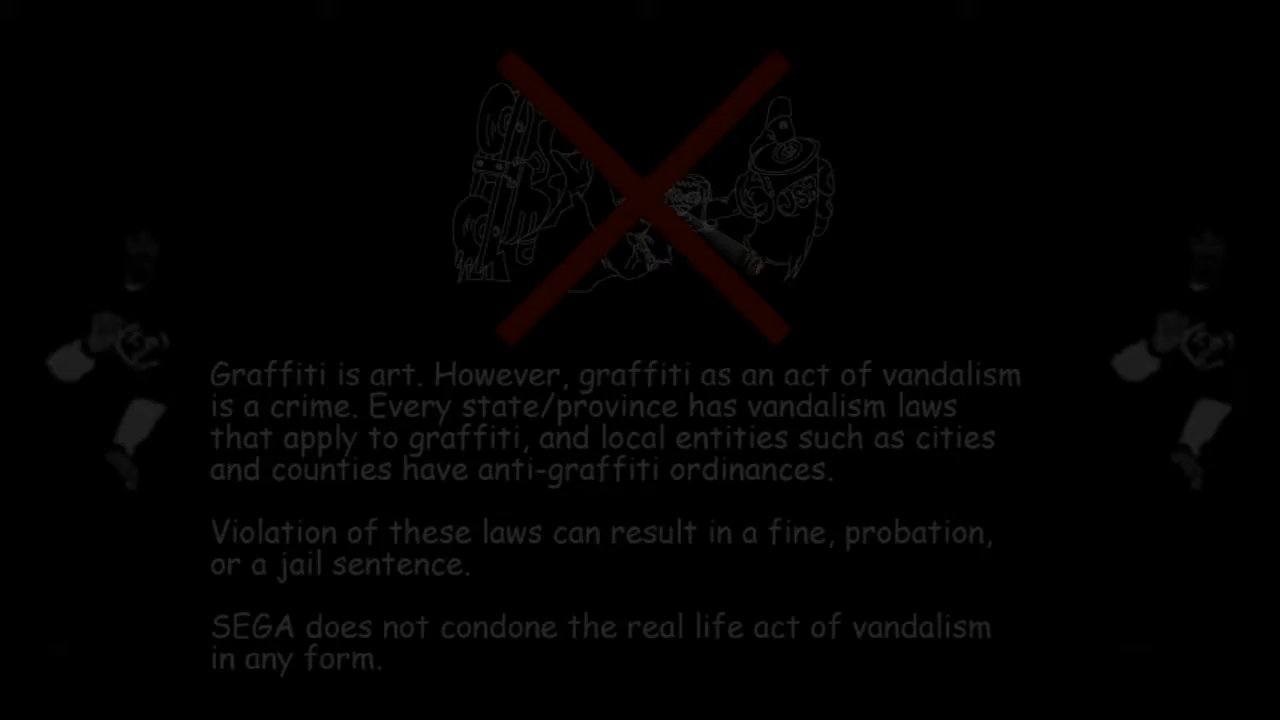 Graffiti is art. However, graffiti as an act of vandalism
is a crime. Every state/province has vandalism laws
that apply to graffiti, and local entities such as cities
and counties have anti-graffiti ordinances.
Violation of these laws can result in a fine, probation,
or a jail sentence.
SEGA does not condone the real life act of vandalism
in any form.